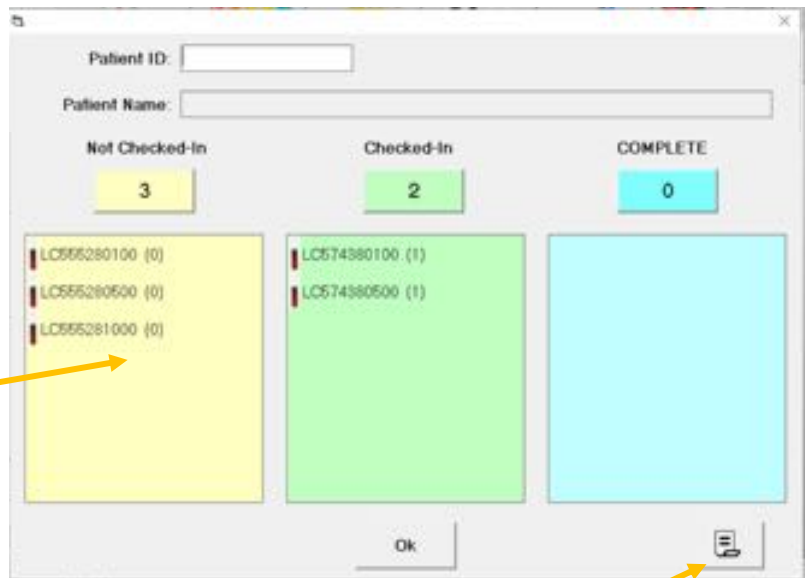 Patient ID:
Patient Name:
Not Checked-In Checked-In COMPLETE
3 2 0
LC555280100 (0) LC574380100 (1)
LC555280500 (0) LC574380500 (1)
LC555281000 (0)
Ok